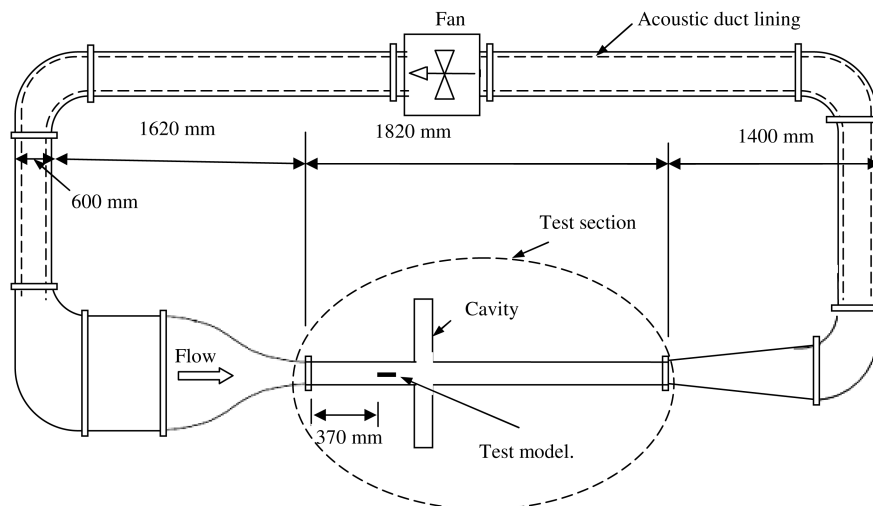 Fan
Acoustic duct lining
1620 mm
1820 mm
1400 mm
600 mm
Test section
Cavity
Flow
370 mm
Test model.